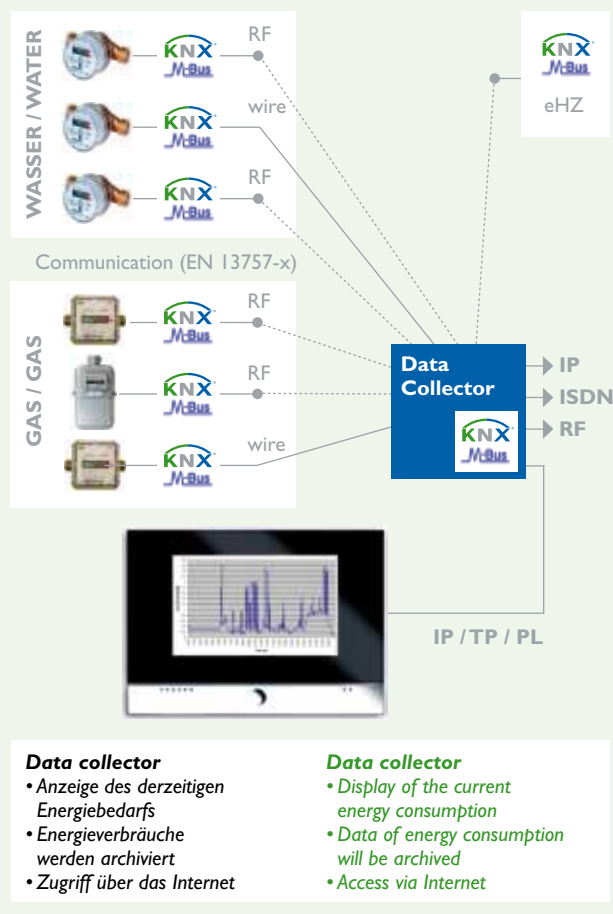 WASSER / WATER
KNX
M-Bus
RF
KNX
M-Bus
wire
KNX
M-Bus
RF
KNX
M-Bus
eHZ
Communication (EN 13757-x)
GAS / GAS
KNX
M-Bus
RF
KNX
M-Bus
RF
KNX
M-Bus
wire
Data
Collector
KNX
M-Bus
IP
ISDN
RF
IP / TP / PL
Data collector
• Anzeige des derzeitigen
Energiebedarfs
• Energieverbräuche
werden archiviert
• Zugriff über das Internet
Data collector
• Display of the current
energy consumption
• Data of energy consumption
will be archived
• Access via Internet